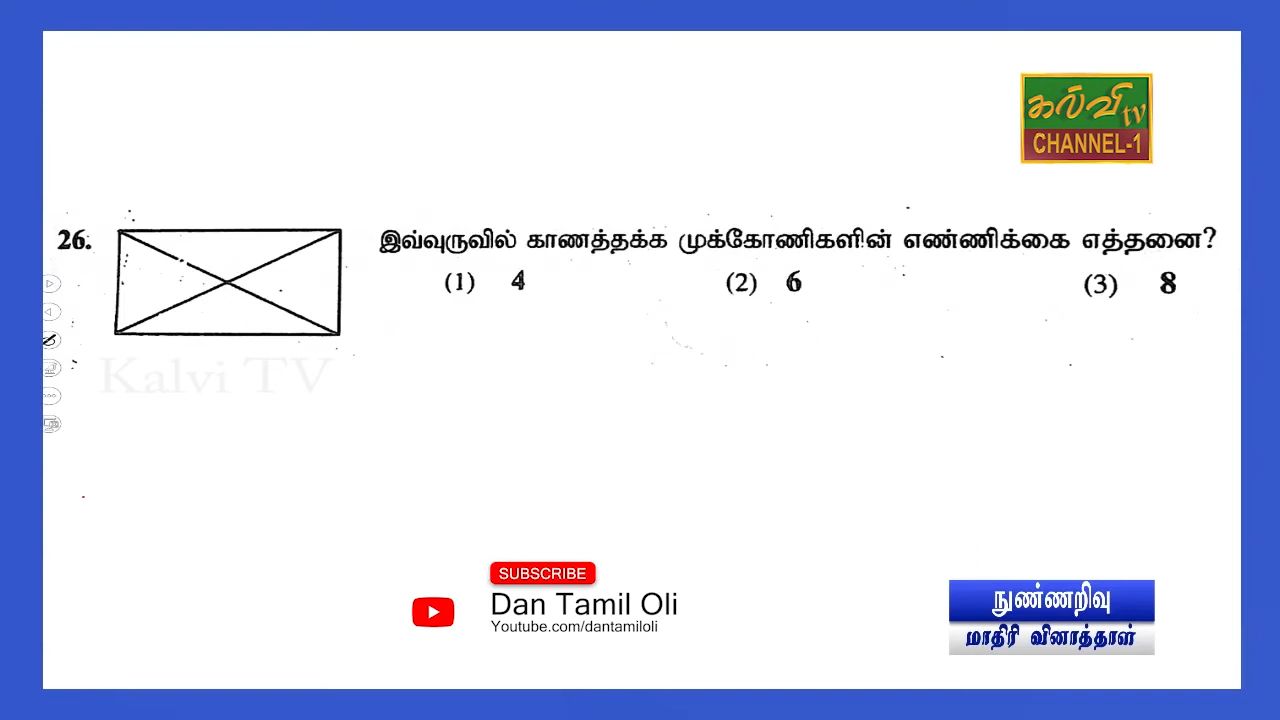 கல்வி tv
CHANNEL-1
26. இவ்வுருவில் காணத்தக்க முக்கோணிகளின் எண்ணிக்கை எத்தனை?
(1) 4 (2) 6 (3) 8
Kalvi TV
SUBSCRIBE
Dan Tamil Oli
Youtube.com/dantamiloli
நுண்ணறிவு
மாதிரி வினாத்தாள்